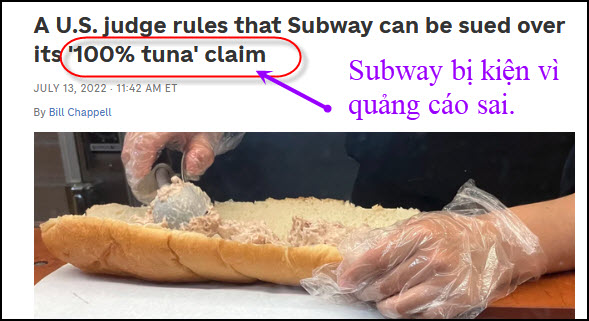 A U.S. judge rules that Subway can be sued over
its '100% tuna' claim
JULY 13, 2022 · 11:42 AM ET
By Bill Chappell
Subway bị kiện vì
quảng cáo sai.